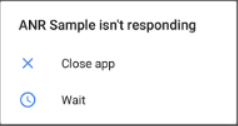 ANR Sample isn't responding
Close app
Wait